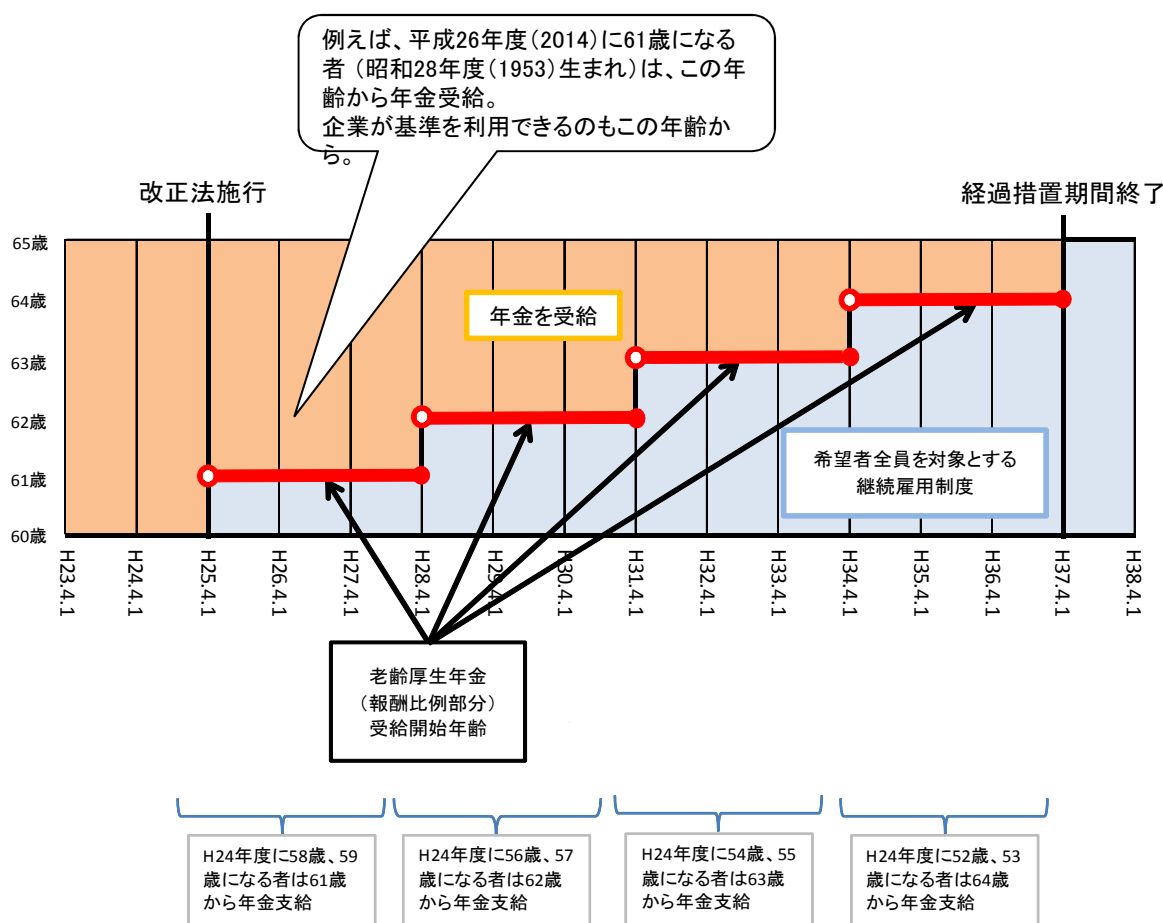 例えば、平成26年度(2014)に61歳になる
者(昭和28年度(1953)生まれ)は、この年
齢から年金受給。
企業が基準を利用できるのもこの年齢か
ら。
改正法施行
経過措置期間終了
65歳
64歳
63歳
62歳
61歳
60歳
年金を受給
希望者全員を対象とする
継続雇用制度
H23.4.1
H24.4.1
H25.4.1
H26.4.1
H27.4.1
H28.4.1
H29.4.1
H30.4.1
H31.4.1
H32.4.1
H33.4.1
H34.4.1
H35.4.1
H36.4.1
H37.4.1
H38.4.1
老齢厚生年金
(報酬比例部分)
受給開始年齢
H24年度に58歳、59
歳になる者は61歳
から年金支給
H24年度に56歳、57
歳になる者は62歳
から年金支給
H24年度に54歳、55
歳になる者は63歳
から年金支給
H24年度に52歳、53
歳になる者は64歳
から年金支給